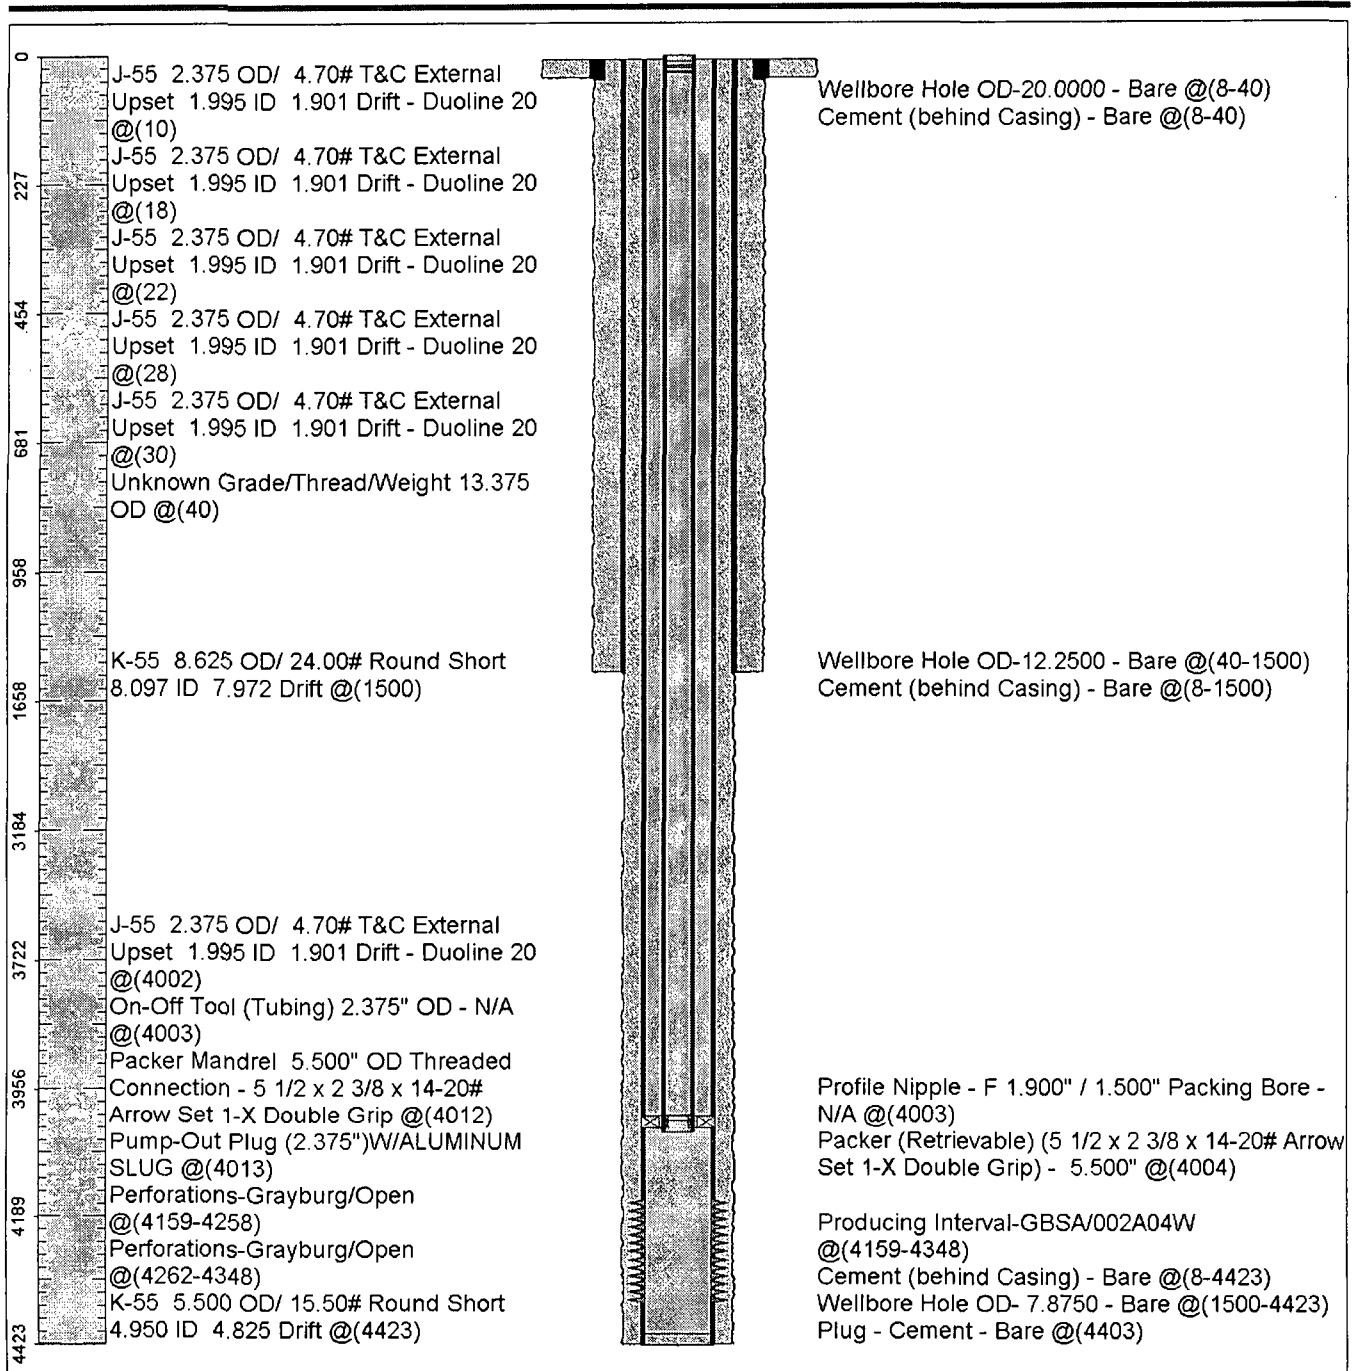 0
227
454
681
958
1658
3184
3722
3956
4189
4423
J-55 2.375 OD/ 4.70# T&C External
Upset 1.995 ID 1.901 Drift - Duoline 20
@(10)
J-55 2.375 OD/ 4.70# T&C External
Upset 1.995 ID 1.901 Drift - Duoline 20
@(18)
J-55 2.375 OD/ 4.70# T&C External
Upset 1.995 ID 1.901 Drift - Duoline 20
@(22)
J-55 2.375 OD/ 4.70# T&C External
Upset 1.995 ID 1.901 Drift - Duoline 20
@(28)
J-55 2.375 OD/ 4.70# T&C External
Upset 1.995 ID 1.901 Drift - Duoline 20
@(30)
Unknown Grade/Thread/Weight 13.375
OD @(40)
K-55 8.625 OD/ 24.00# Round Short
8.097 ID 7.972 Drift @(1500)
J-55 2.375 OD/ 4.70# T&C External
Upset 1.995 ID 1.901 Drift - Duoline 20
@(4002)
On-Off Tool (Tubing) 2.375" OD - N/A
@(4003)
Packer Mandrel 5.500" OD Threaded
Connection - 5 1/2 x 2 3/8 x 14-20#
Arrow Set 1-X Double Grip @(4012)
Pump-Out Plug (2.375")W/ALUMINUM
SLUG @(4013)
Perforations-Grayburg/Open
@(4159-4258)
Perforations-Grayburg/Open
@(4262-4348)
K-55 5.500 OD/ 15.50# Round Short
4.950 ID 4.825 Drift @(4423)
Wellbore Hole OD-20.0000 - Bare @(8-40)
Cement (behind Casing) - Bare @(8-40)
Wellbore Hole OD-12.2500 - Bare @(40-1500)
Cement (behind Casing) - Bare @(8-1500)
Profile Nipple - F 1.900" / 1.500" Packing Bore -
N/A @(4003)
Packer (Retrievable) (5 1/2 x 2 3/8 x 14-20# Arrow
Set 1-X Double Grip) - 5.500" @(4004)
Producing Interval-GBSA/002A04W
@(4159-4348)
Cement (behind Casing) - Bare @(8-4423)
Wellbore Hole OD- 7.8750 - Bare @(1500-4423)
Plug - Cement - Bare @(4403)